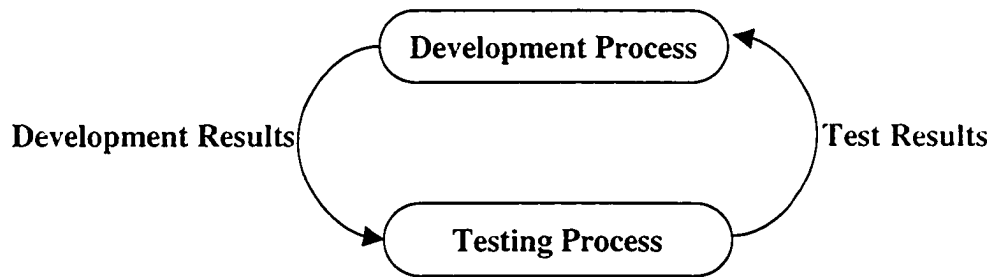 Development Process
Development Results
Test Results
Testing Process